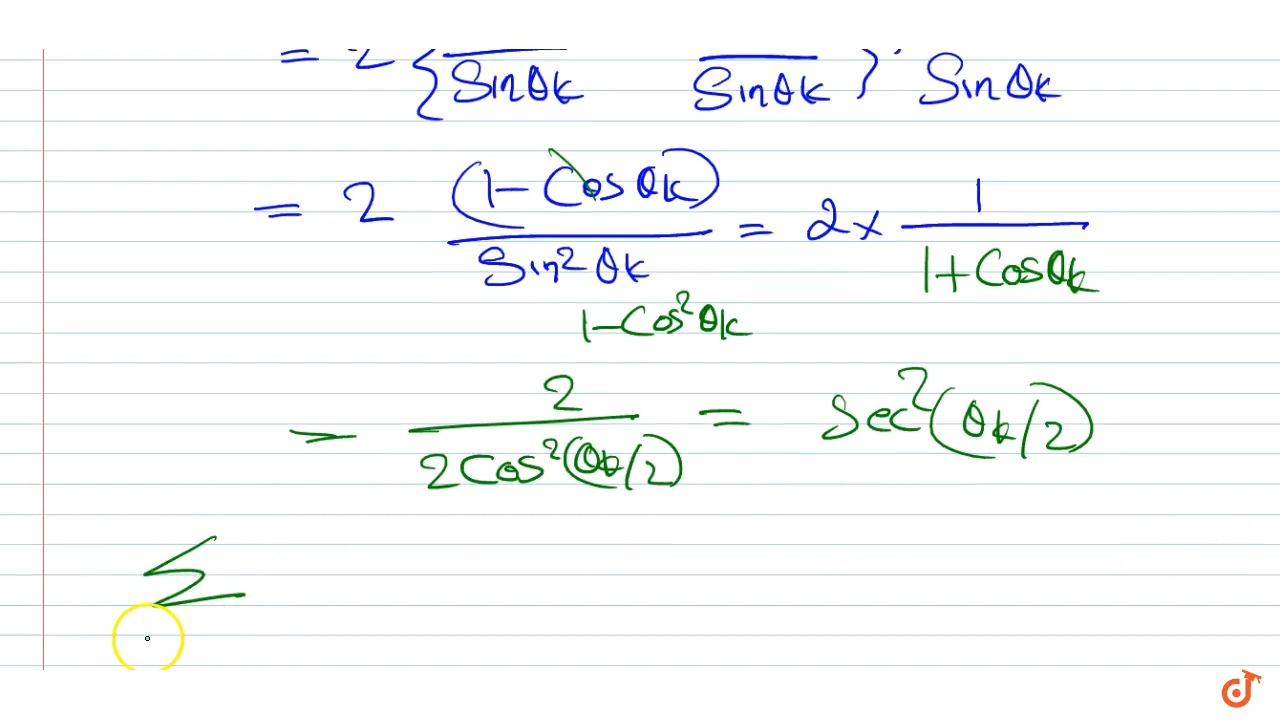 = 2 { / Sinθk / Sinθk } . Sinθk
= 2 (1 - Cosθk) / Sin²θk = 2 × 1 / 1 + Cosθk
1 - Cos²θk
= 2 / 2Cos²(θk/2) = Sec²(θk/2)
Σ